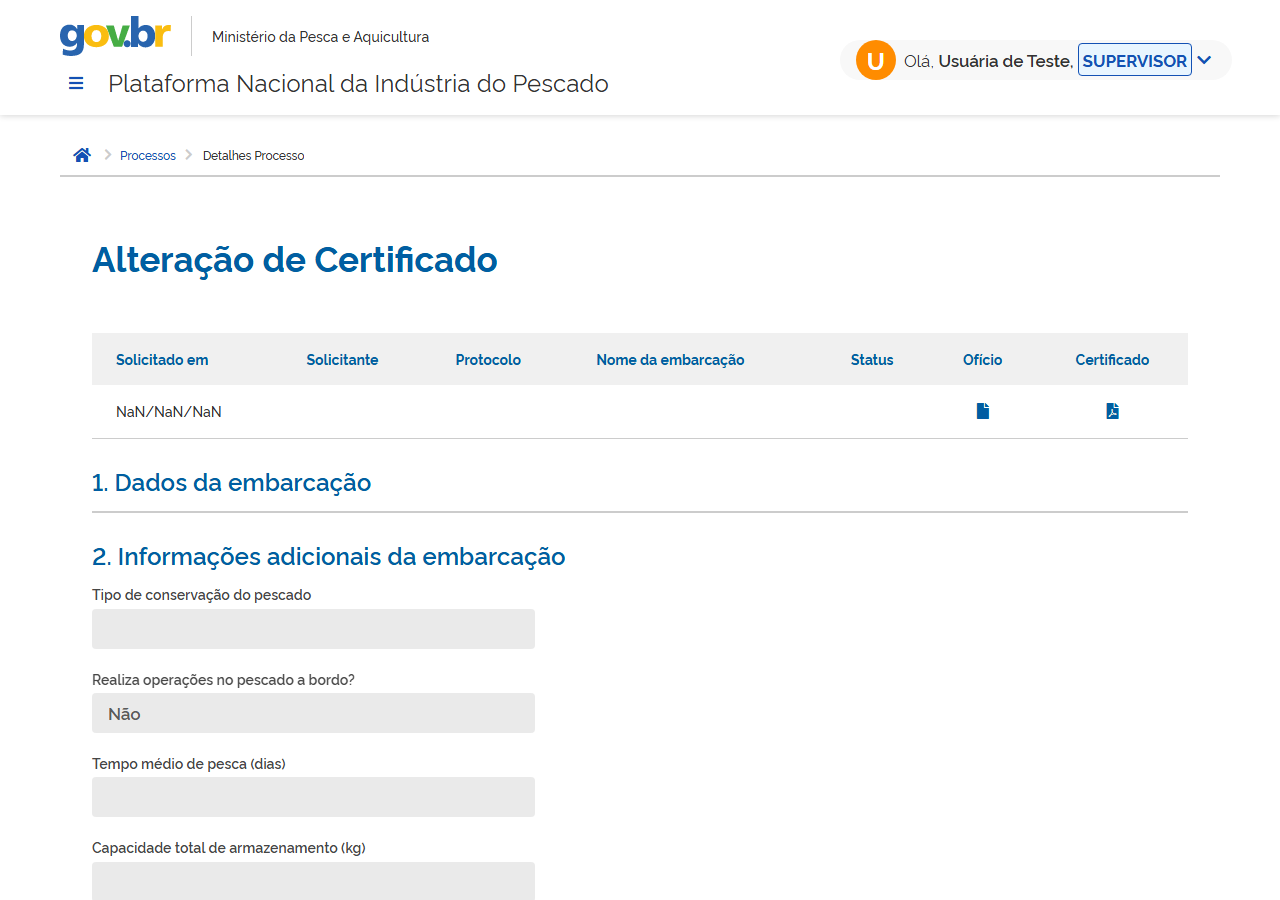 gov.br
Ministério da Pesca e Aquicultura
Plataforma Nacional da Indústria do Pescado
U
Olá, Usuária de Teste, SUPERVISOR
Processos
Detalhes Processo
Alteração de Certificado
Solicitado em
Solicitante
Protocolo
Nome da embarcação
Status
Ofício
Certificado
NaN/NaN/NaN
1. Dados da embarcação
2. Informações adicionais da embarcação
Tipo de conservação do pescado
Realiza operações no pescado a bordo?
Não
Tempo médio de pesca (dias)
Capacidade total de armazenamento (kg)